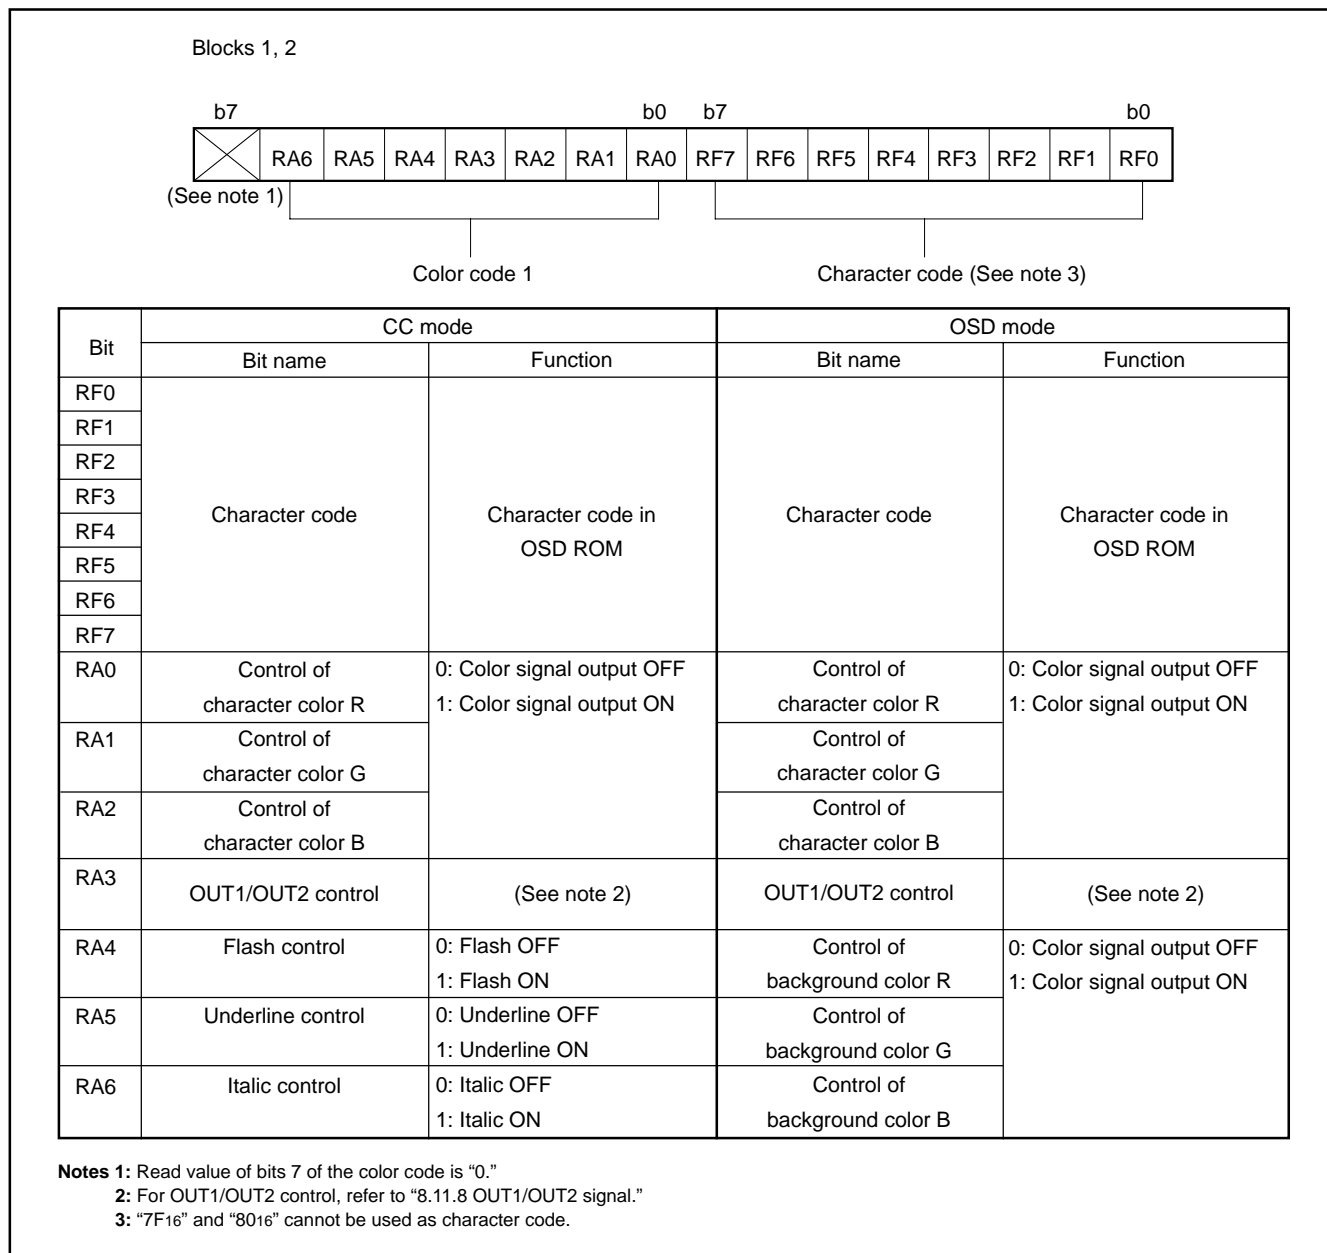 Blocks 1, 2
b7 b0 b7 b0
RA6 RA5 RA4 RA3 RA2 RA1 RA0 RF7 RF6 RF5 RF4 RF3 RF2 RF1 RF0
(See note 1)
Color code 1 Character code (See note 3)
Bit CC mode OSD mode
Bit name Function Bit name Function
RF0
RF1
RF2
RF3
RF4
RF5
RF6
RF7
Character code Character code in Character code Character code in
OSD ROM OSD ROM
RA0 Control of 0: Color signal output OFF Control of 0: Color signal output OFF
character color R 1: Color signal output ON character color R 1: Color signal output ON
RA1 Control of Control of
character color G character color G
RA2 Control of Control of
character color B character color B
RA3 OUT1/OUT2 control (See note 2) OUT1/OUT2 control (See note 2)
RA4 Flash control 0: Flash OFF Control of 0: Color signal output OFF
1: Flash ON background color R 1: Color signal output ON
RA5 Underline control 0: Underline OFF Control of
1: Underline ON background color G
RA6 Italic control 0: Italic OFF Control of
1: Italic ON background color B
Notes 1: Read value of bits 7 of the color code is “0.”
2: For OUT1/OUT2 control, refer to “8.11.8 OUT1/OUT2 signal.”
3: “7F16” and “8016” cannot be used as character code.